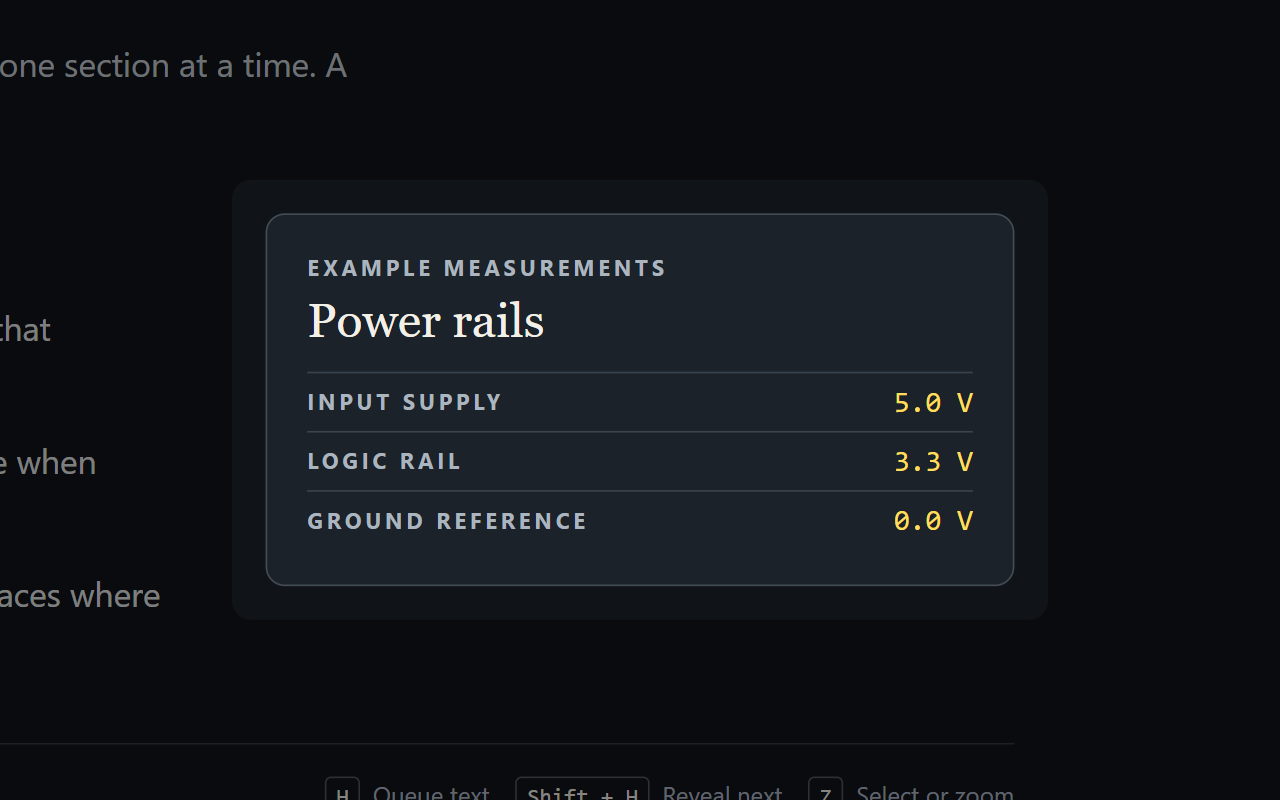 one section at a time. A
that
when
where
EXAMPLE MEASUREMENTS
Power rails
INPUT SUPPLY 5.0 V
LOGIC RAIL 3.3 V
GROUND REFERENCE 0.0 V
H Queue text Shift + H Reveal next Z Select or zoom